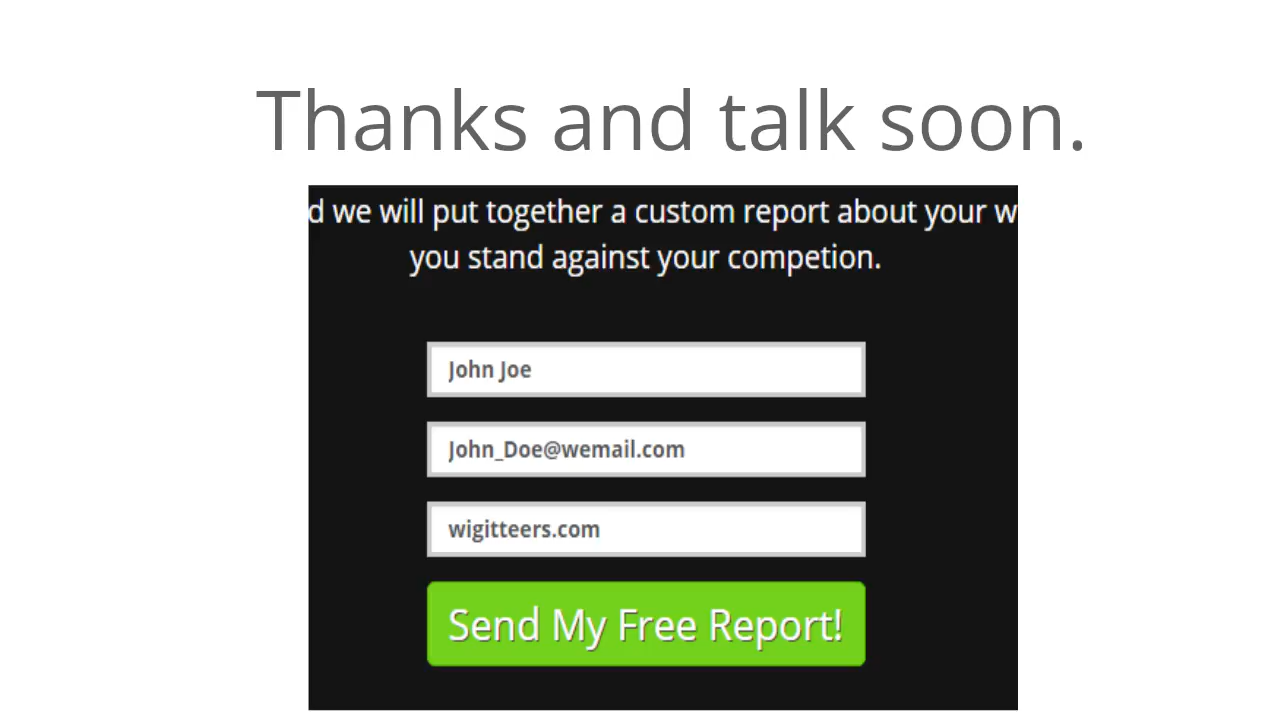 Thanks and talk soon.
d we will put together a custom report about your w
you stand against your competion.
John Joe
John_Doe@wemail.com
wigitteers.com
Send My Free Report!